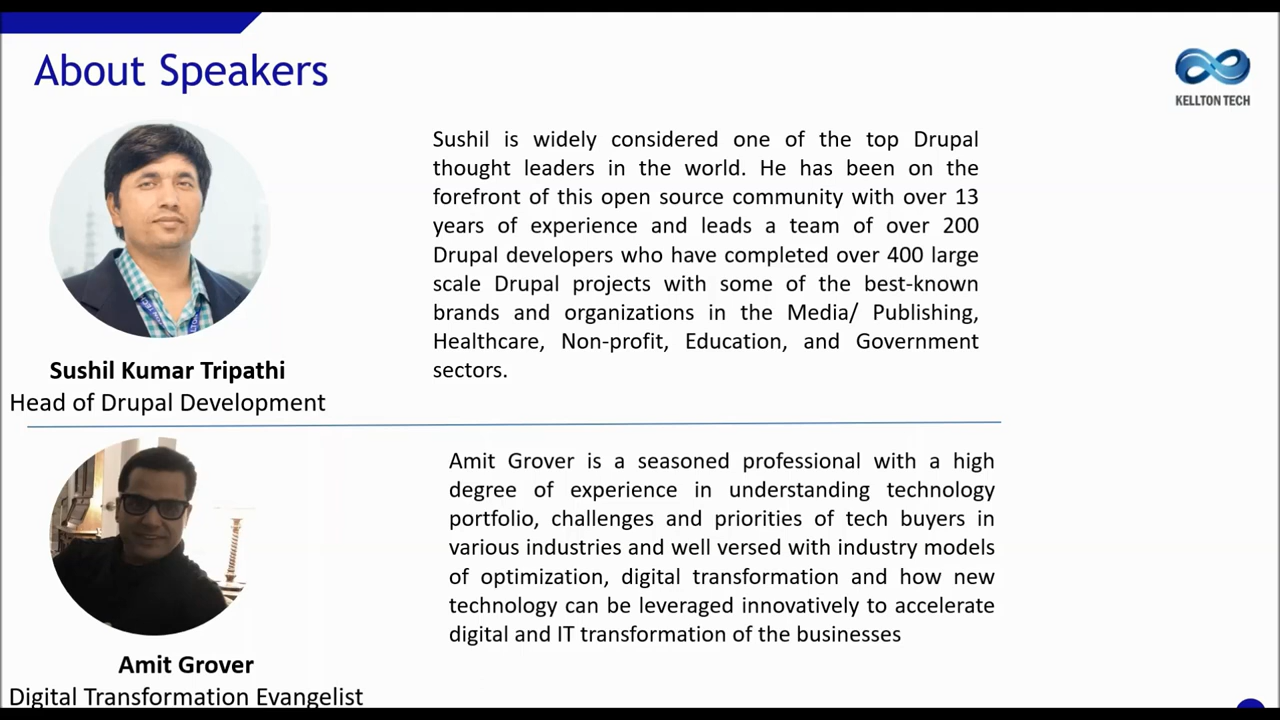 About Speakers
KELLTON TECH
Sushil is widely considered one of the top Drupal
thought leaders in the world. He has been on the
forefront of this open source community with over 13
years of experience and leads a team of over 200
Drupal developers who have completed over 400 large
scale Drupal projects with some of the best-known
brands and organizations in the Media/ Publishing,
Healthcare, Non-profit, Education, and Government
sectors.
Sushil Kumar Tripathi
Head of Drupal Development
Amit Grover is a seasoned professional with a high
degree of experience in understanding technology
portfolio, challenges and priorities of tech buyers in
various industries and well versed with industry models
of optimization, digital transformation and how new
technology can be leveraged innovatively to accelerate
digital and IT transformation of the businesses
Amit Grover
Digital Transformation Evangelist